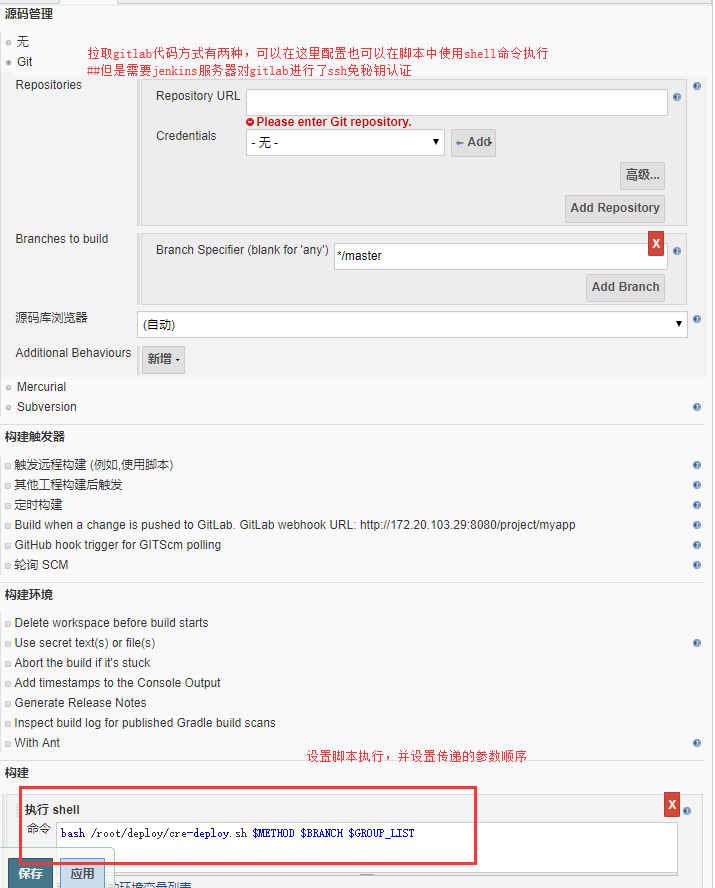 源码管理
无
拉取gitlab代码方式有两种，可以在这里配置也可以在脚本中使用shell命令执行
Git
##但是需要jenkins服务器对gitlab进行了ssh免秘钥认证
Repositories
Repository URL
Please enter Git repository.
Credentials
- 无 -
Add
高级...
Add Repository
Branches to build
X
Branch Specifier (blank for 'any')
*/master
Add Branch
源码库浏览器
(自动)
Additional Behaviours
新增
Mercurial
Subversion
构建触发器
触发远程构建 (例如,使用脚本)
其他工程构建后触发
定时构建
Build when a change is pushed to GitLab. GitLab webhook URL: http://172.20.103.29:8080/project/myapp
GitHub hook trigger for GITScm polling
轮询 SCM
构建环境
Delete workspace before build starts
Use secret text(s) or file(s)
Abort the build if it's stuck
Add timestamps to the Console Output
Generate Release Notes
Inspect build log for published Gradle build scans
With Ant
设置脚本执行，并设置传递的参数顺序
构建
X
执行 shell
命令
bash /root/deploy/cre-deploy.sh $METHOD $BRANCH $GROUP_LIST
保存
应用